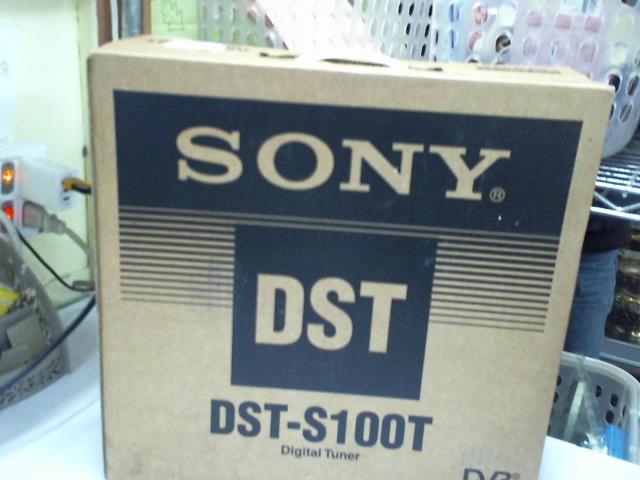 SONY®
DST
DST-S100T
Digital Tuner